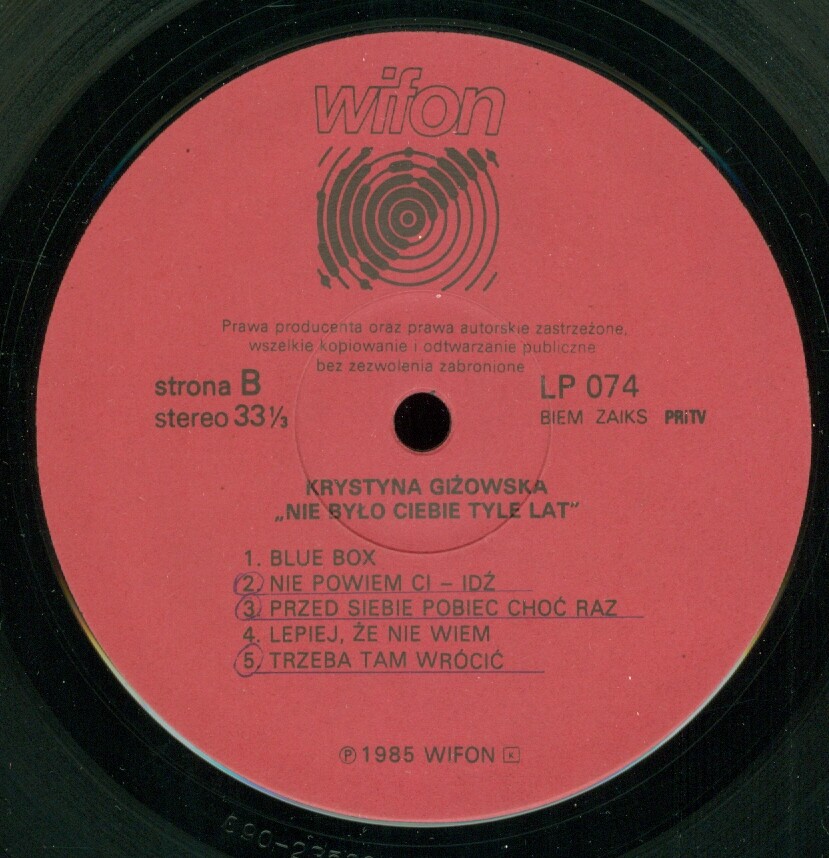 wifon
Prawa producenta oraz prawa autorskie zastrzeżone,
wszelkie kopiowanie i odtwarzanie publiczne
bez zezwolenia zabronione
strona B
stereo 33⅓
LP 074
BIEM ZAIKS PRiTV
KRYSTYNA GIŻOWSKA
„NIE BYŁO CIEBIE TYLE LAT”
1. BLUE BOX
2. NIE POWIEM CI – IDŹ
3. PRZED SIEBIE POBIEC CHOĆ RAZ
4. LEPIEJ, ŻE NIE WIEM
5. TRZEBA TAM WRÓCIĆ
℗ 1985 WIFON K